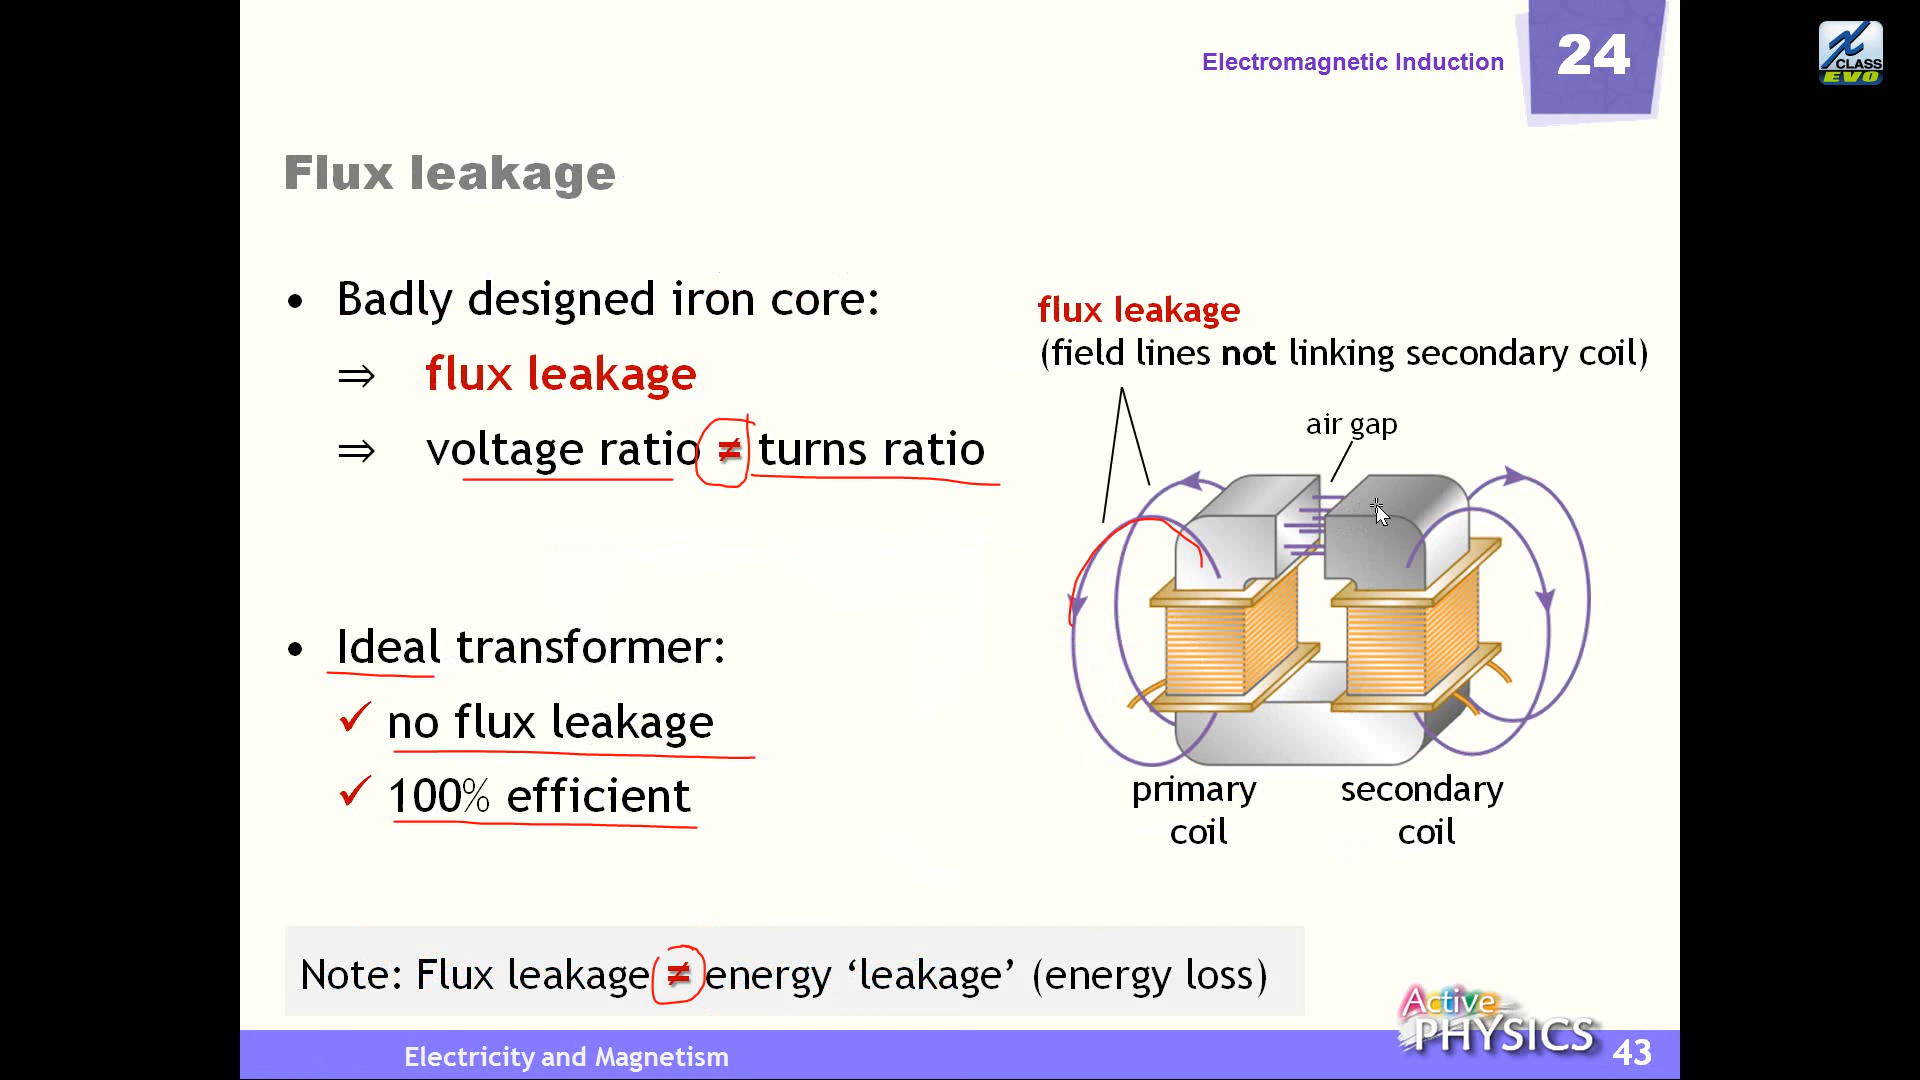 Electromagnetic Induction
24
CLASS
EVO
Flux leakage
• Badly designed iron core:
⇒ flux leakage
⇒ voltage ratio ≠ turns ratio
• Ideal transformer:
✓ no flux leakage
✓ 100% efficient
flux leakage
(field lines not linking secondary coil)
air gap
primary
coil
secondary
coil
Note: Flux leakage ≠ energy ‘leakage’ (energy loss)
Active
PHYSICS
Electricity and Magnetism
43